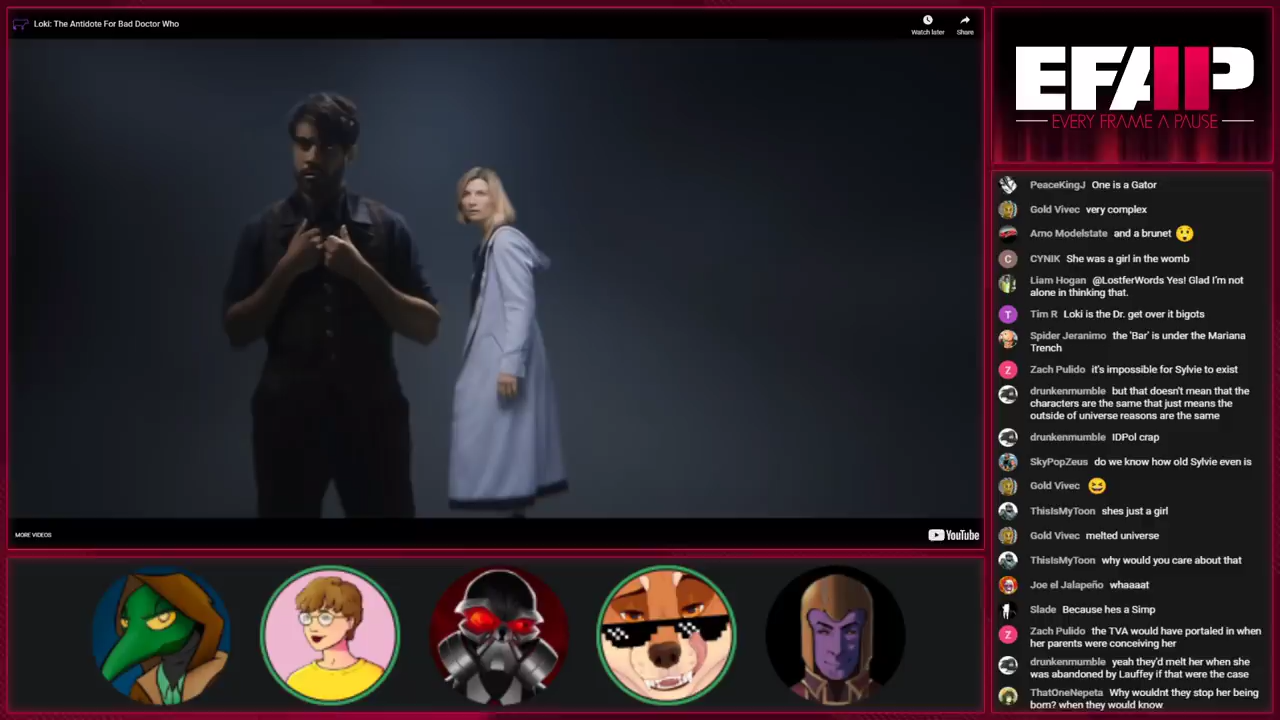 Loki: The Antidote For Bad Doctor Who
Watch later
Share
MORE VIDEOS
YouTube
EFAP
EVERY FRAME A PAUSE
PeaceKingJ One is a Gator
Gold Vivec very complex
Arno Modelstate and a brunet 😲
C
CYNIK She was a girl in the womb
Liam Hogan @LostferWords Yes! Glad I'm not
alone in thinking that.
T
Tim R Loki is the Dr. get over it bigots
Spider Jeranimo the 'Bar' is under the Mariana
Trench
Z
Zach Pulido it's impossible for Sylvie to exist
drunkenmumble but that doesn't mean that the
characters are the same that just means the
outside of universe reasons are the same
drunkenmumble IDPol crap
SkyPopZeus do we know how old Sylvie even is
Gold Vivec 😆
ThisIsMyToon shes just a girl
Gold Vivec melted universe
ThisIsMyToon why would you care about that
Joe el Jalapeño whaaat
Slade Because hes a Simp
Z
Zach Pulido the TVA would have portaled in when
her parents were conceiving her
drunkenmumble yeah they'd melt her when she
was abandoned by Lauffey if that were the case
ThatOneNepeta Why wouldnt they stop her being
born? when they would know